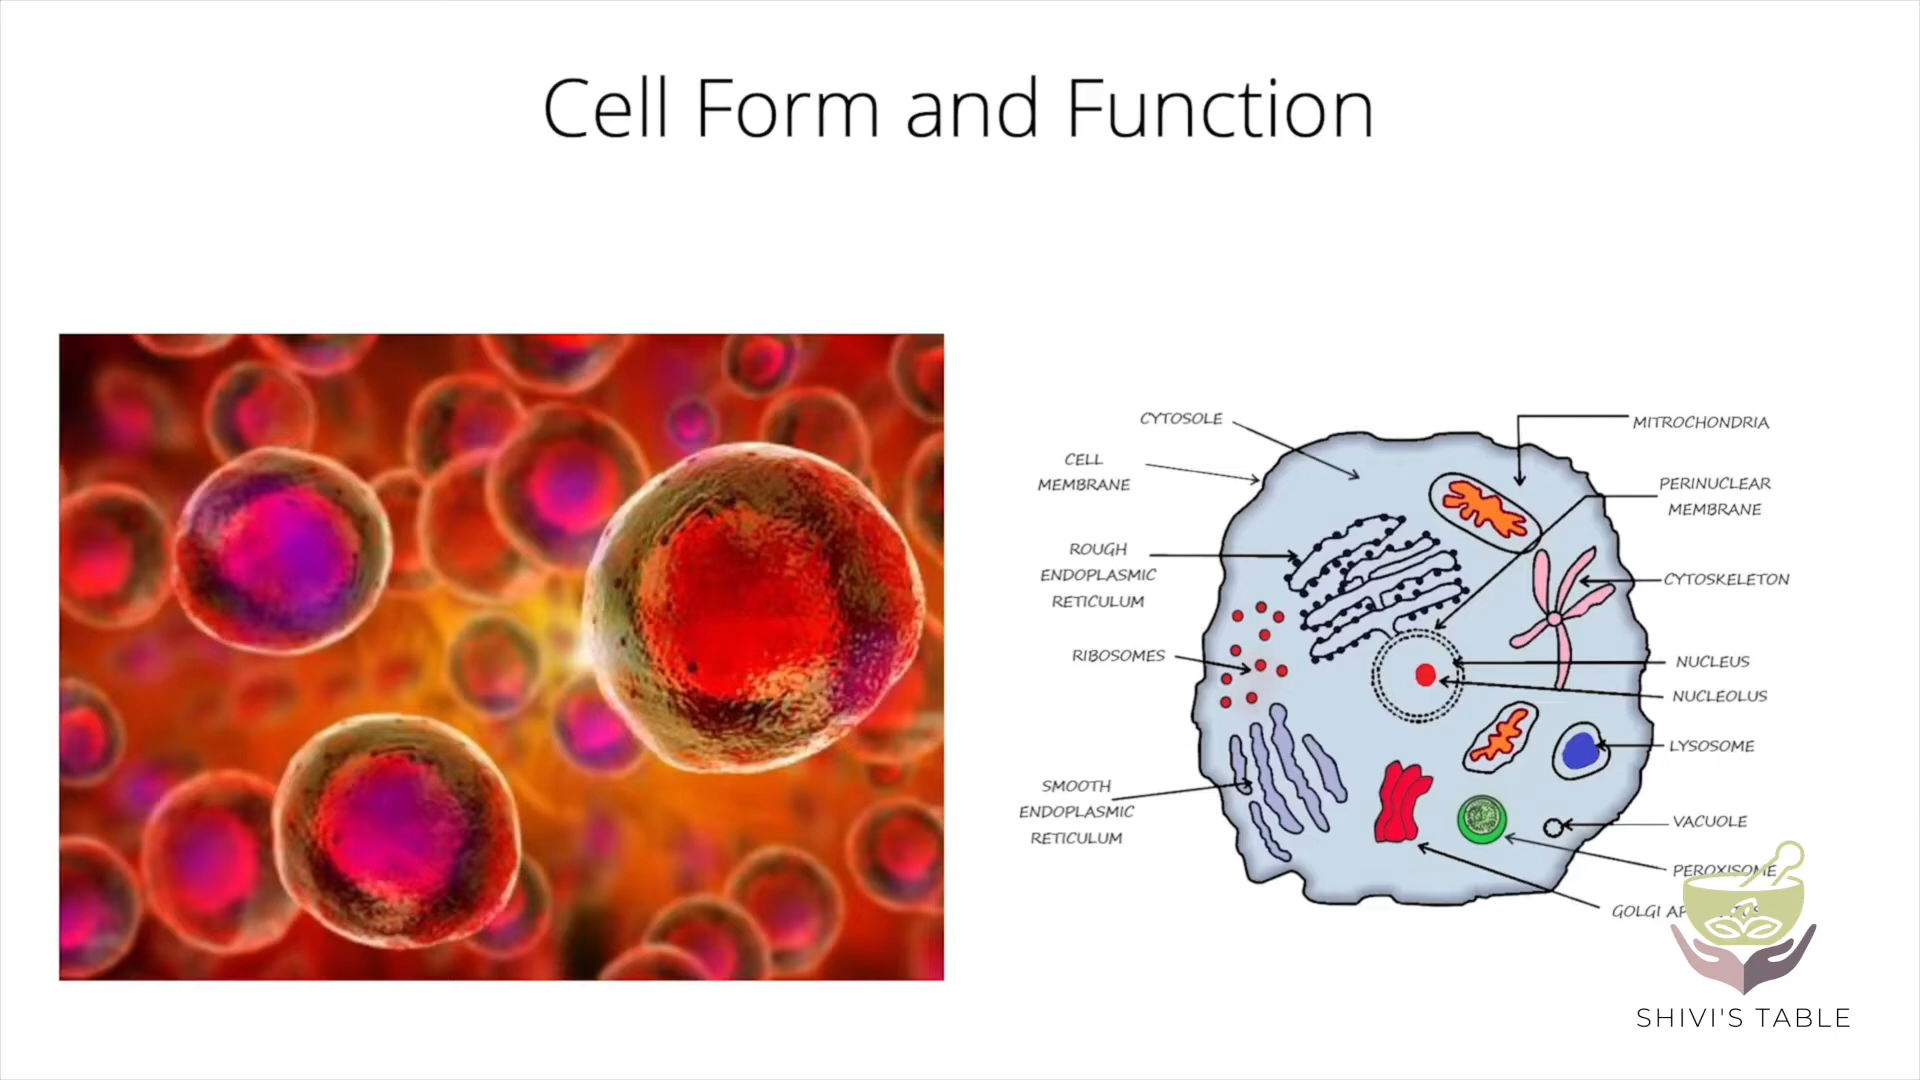 Cell Form and Function
CYTOSOLE
CELL
MEMBRANE
ROUGH
ENDOPLASMIC
RETICULUM
RIBOSOMES
SMOOTH
ENDOPLASMIC
RETICULUM
MITROCHONDRIA
PERINUCLEAR
MEMBRANE
CYTOSKELETON
NUCLEUS
NUCLEOLUS
LYSOSOME
VACUOLE
PEROXISOME
GOLGI
SHIVI'S TABLE